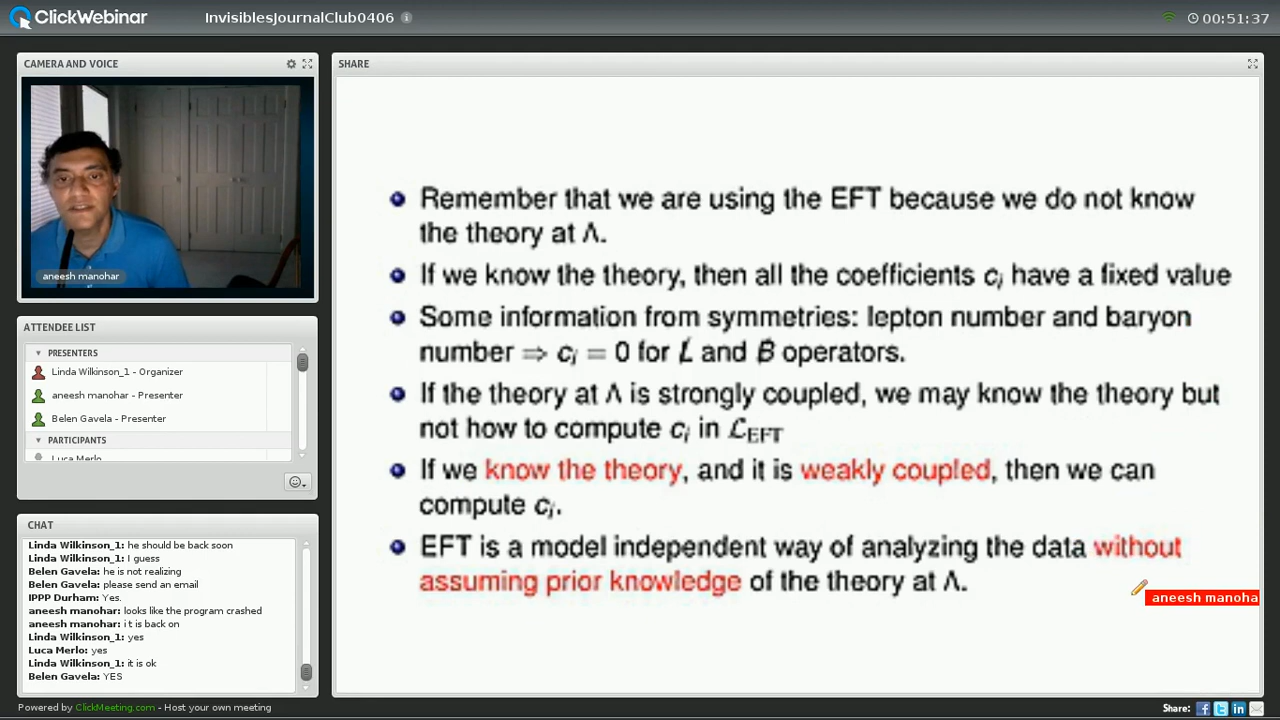 ClickWebinar
InvisiblesJournalClub0406
00:51:37
CAMERA AND VOICE
aneesh manohar
ATTENDEE LIST
PRESENTERS
Linda Wilkinson_1 - Organizer
aneesh manohar - Presenter
Belen Gavela - Presenter
PARTICIPANTS
Luca Merlo
CHAT
Linda Wilkinson_1: he should be back soon
Linda Wilkinson_1: I guess
Belen Gavela: he is not realizing
Belen Gavela: please send an email
IPPP Durham: Yes.
aneesh manohar: looks like the program crashed
aneesh manohar: i t is back on
Linda Wilkinson_1: yes
Luca Merlo: yes
Linda Wilkinson_1: it is ok
Belen Gavela: YES
SHARE
Remember that we are using the EFT because we do not know
the theory at Λ.
If we know the theory, then all the coefficients cᵢ have a fixed value
Some information from symmetries: lepton number and baryon
number ⇒ cᵢ = 0 for L̸ and B̸ operators.
If the theory at Λ is strongly coupled, we may know the theory but
not how to compute cᵢ in ℒ_EFT
If we know the theory, and it is weakly coupled, then we can
compute cᵢ.
EFT is a model independent way of analyzing the data without
assuming prior knowledge of the theory at Λ.
aneesh manoha
Powered by ClickMeeting.com - Host your own meeting
Share: